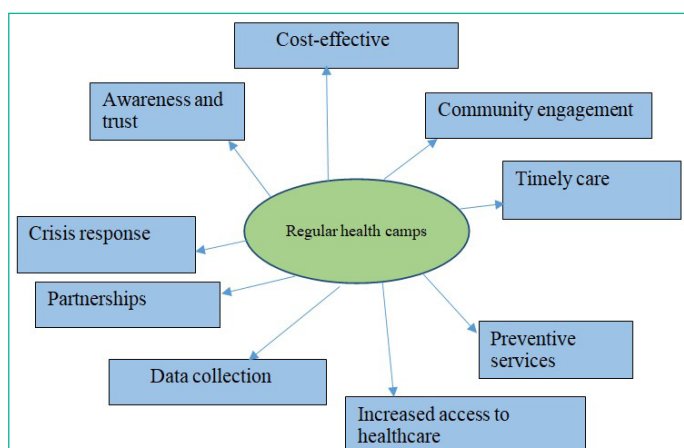 Cost-effective
Awareness and
trust
Community engagement
Timely care
Regular health camps
Crisis response
Partnerships
Preventive
services
Data collection
Increased access to
healthcare